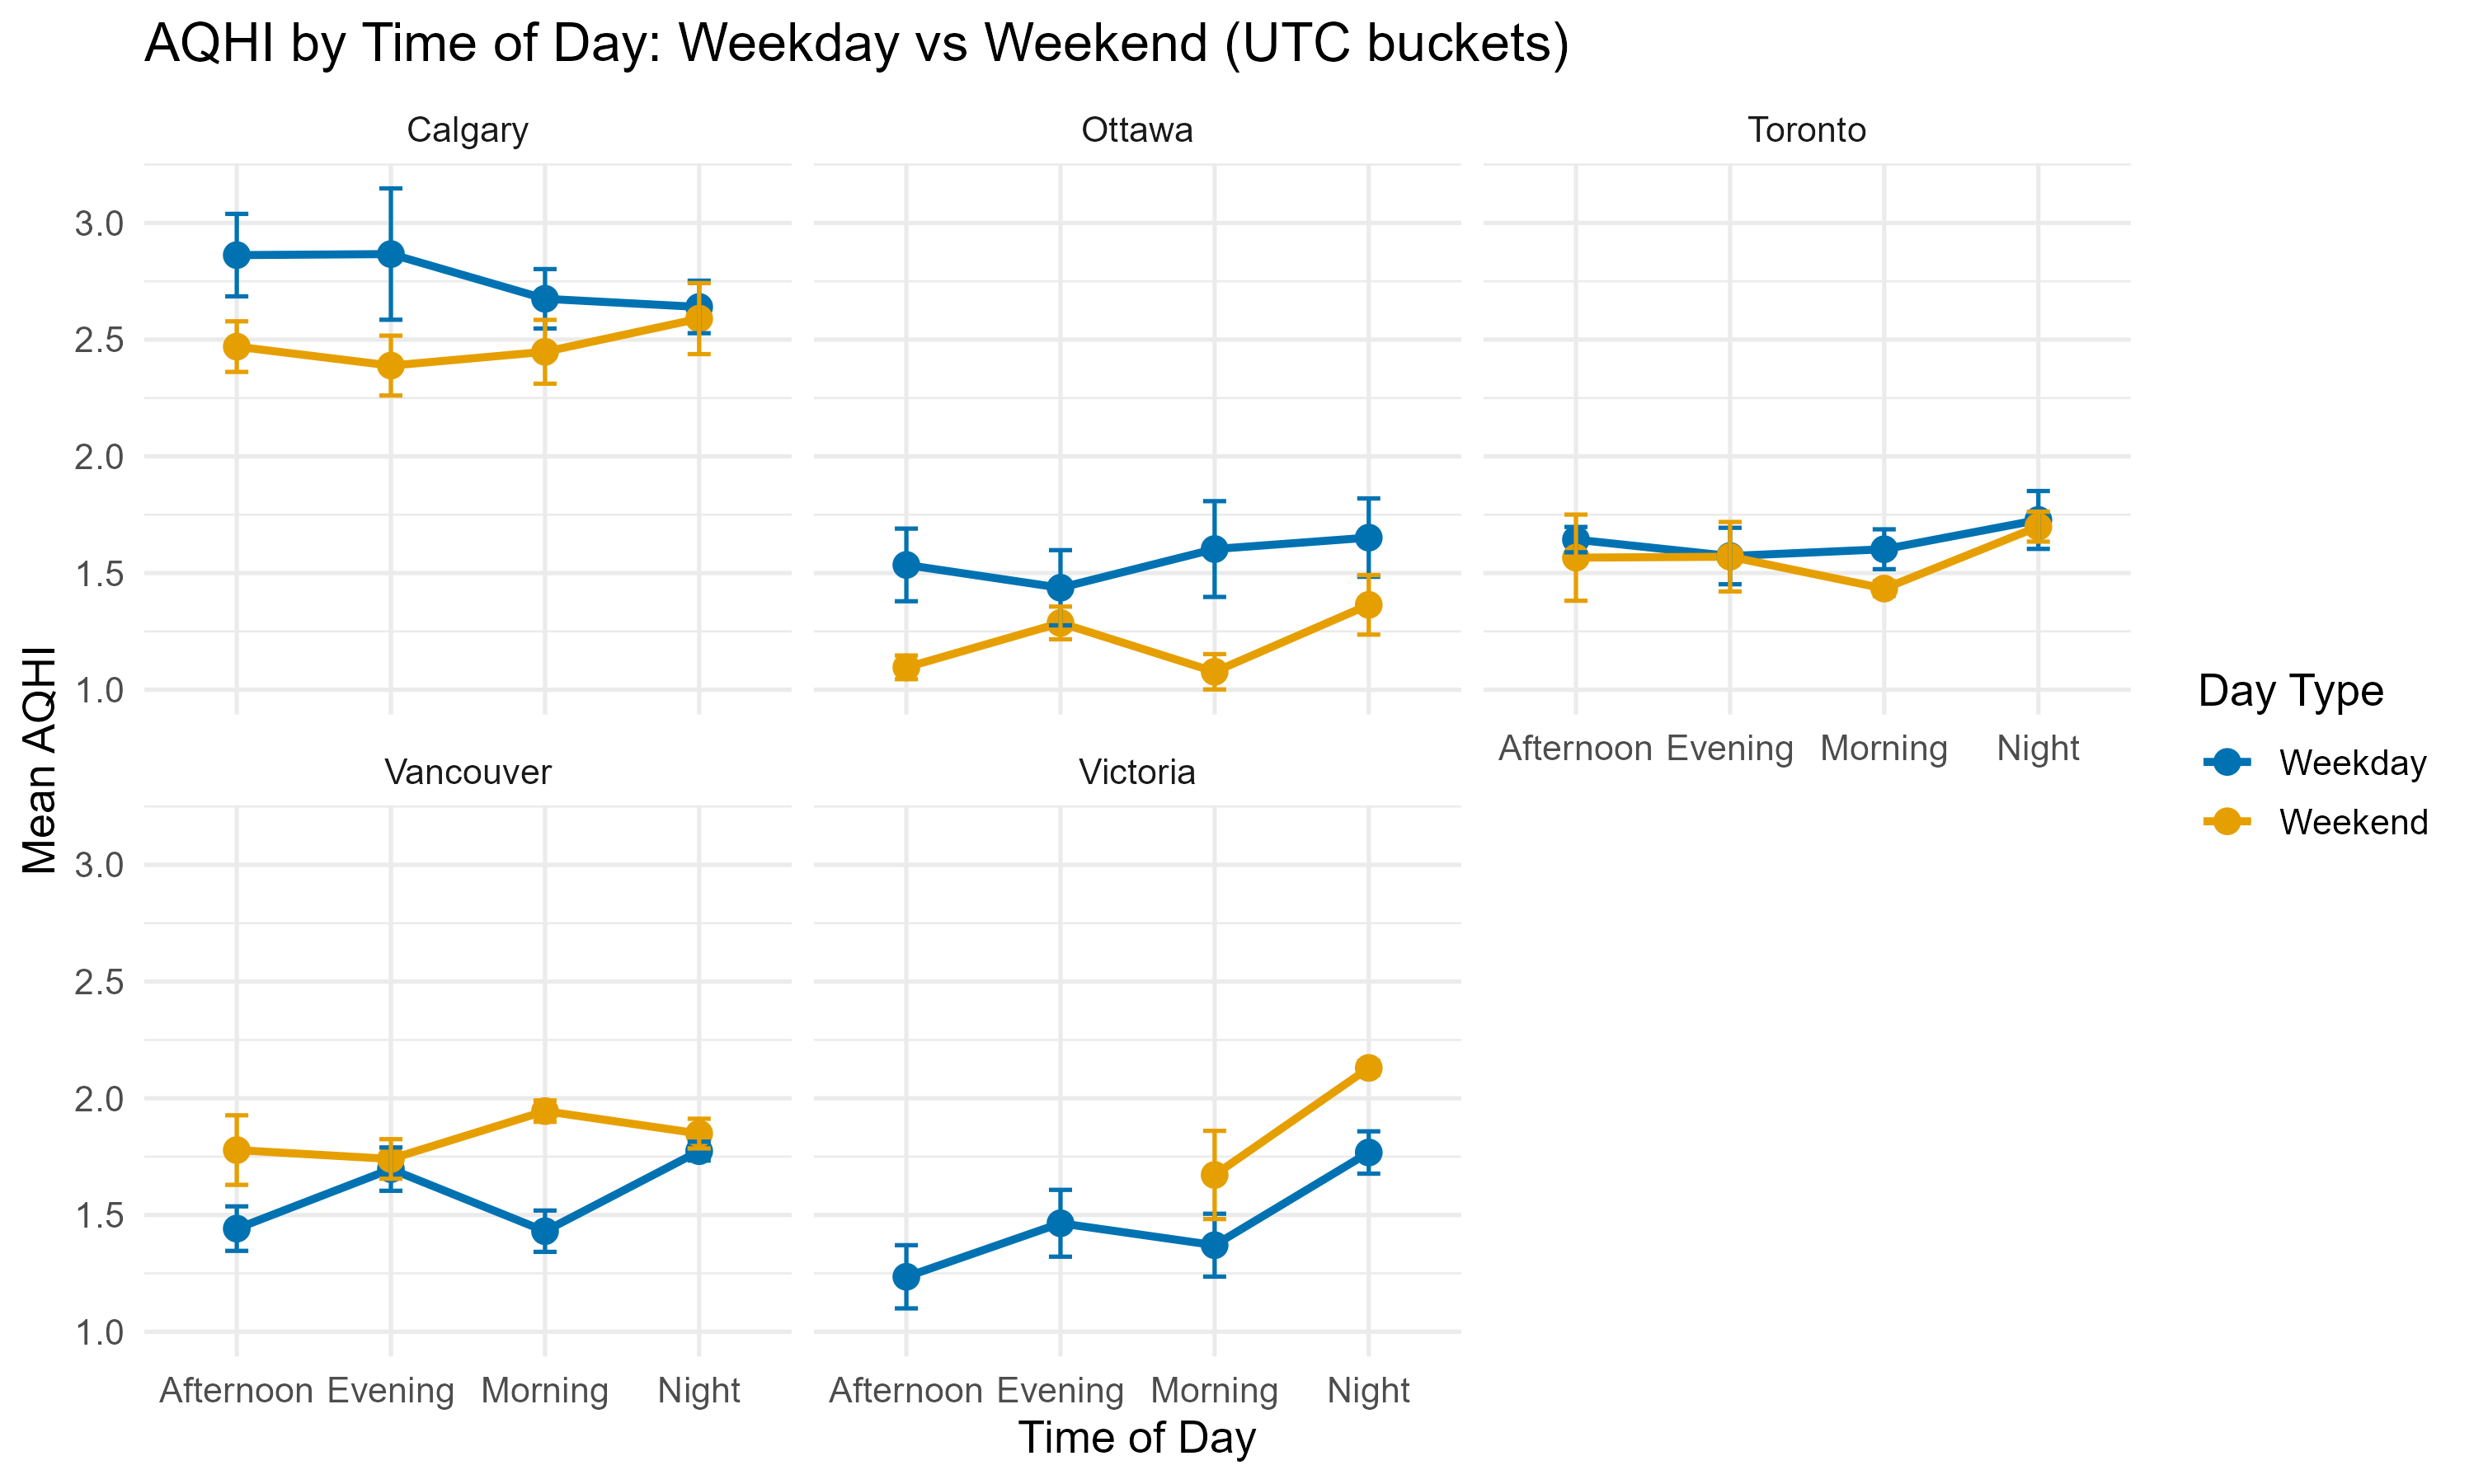 AQHI by Time of Day: Weekday vs Weekend (UTC buckets)
Calgary
Ottawa
Toronto
3.0
2.5
2.0
1.5
1.0
Afternoon Evening Morning Night
Vancouver
Victoria
3.0
2.5
2.0
1.5
1.0
Afternoon Evening Morning Night
Afternoon Evening Morning Night
Mean AQHI
Time of Day
Day Type
Weekday
Weekend